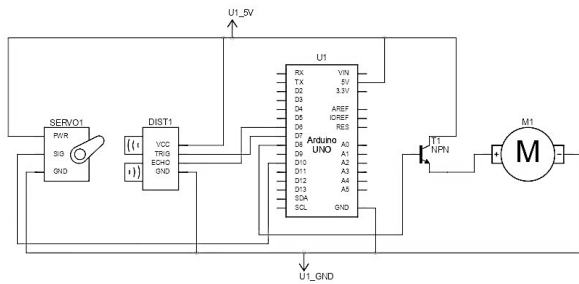 U1_5V
U1
RX
TX
D2
D3
D4
D5
D6
D7
D8
D9
D10
D11
D12
D13
SDA
SCL
VIN
5V
3.3V
AREF
IOREF
RES
A0
A1
A2
A3
A4
A5
GND
Arduino
UNO
SERVO1
PWR
SIG
GND
DIST1
VCC
TRIG
ECHO
GND
T1
NPN
M1
+ M -
U1_GND